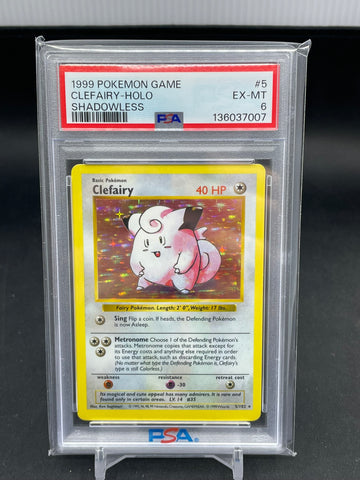 1999 POKEMON GAME #5
CLEFAIRY-HOLO EX-MT
SHADOWLESS 6
PSA 136037007
Basic Pokémon
Clefairy 40 HP
Fairy Pokémon. Length: 2' 0", Weight: 17 lbs.
Sing Flip a coin. If heads, the Defending Pokémon
is now Asleep.
Metronome Choose 1 of the Defending Pokémon's
attacks. Metronome copies that attack except for
its Energy costs and anything else required in order
to use that attack, such as discarding Energy cards.
(No matter what type the Defending Pokémon is, Clefairy's
type is still Colorless.)
weakness resistance retreat cost
-30
Its magical and cute appeal has many admirers. It is rare and
found only in certain areas. LV. 14 #35
5/102
PSA